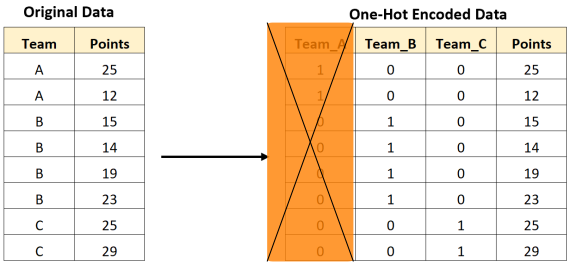 Original Data
One-Hot Encoded Data
Team Points
A 25
A 12
B 15
B 14
B 19
B 23
C 25
C 29
Team_A Team_B Team_C Points
1 0 0 25
1 0 0 12
0 1 0 15
0 1 0 14
0 1 0 19
0 1 0 23
0 0 1 25
0 0 1 29